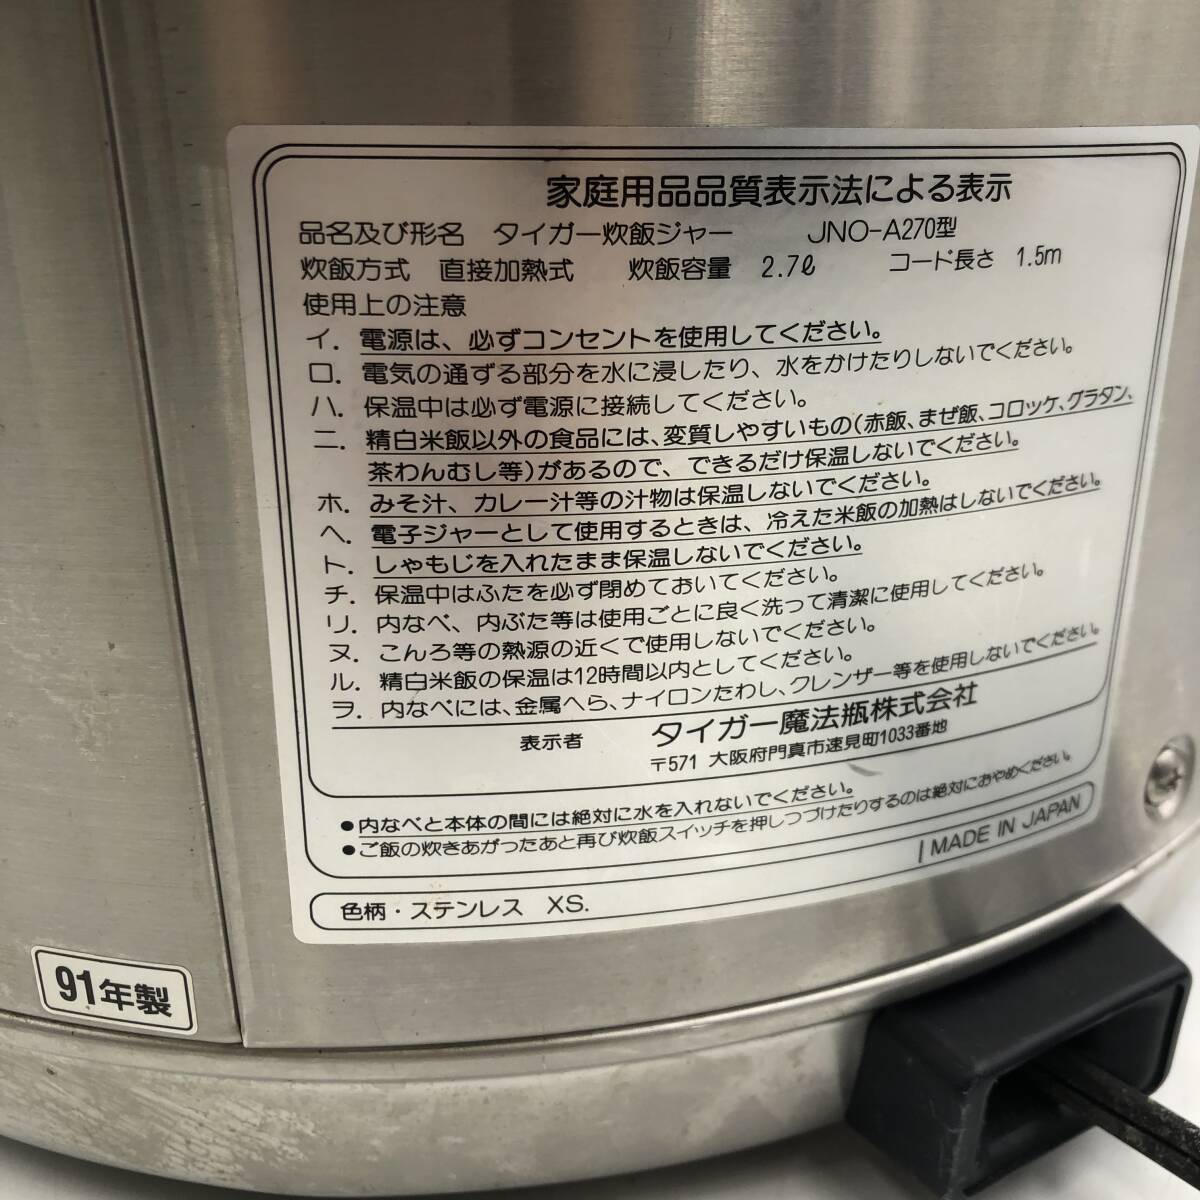 家庭用品品質表示法による表示
品名及び形名 タイガー炊飯ジャー JNO-A270型
炊飯方式 直接加熱式 炊飯容量 2.7ℓ コード長さ 1.5m
使用上の注意
イ. 電源は、必ずコンセントを使用してください。
ロ. 電気の通ずる部分を水に浸したり、水をかけたりしないでください。
ハ. 保温中は必ず電源に接続してください。
ニ. 精白米飯以外の食品には、変質しやすいもの(赤飯、まぜ飯、コロッケ、グラタン、
茶わんむし等)があるので、できるだけ保温しないでください。
ホ. みそ汁、カレー汁等の汁物は保温しないでください。
ヘ. 電子ジャーとして使用するときは、冷えた米飯の加熱はしないでください。
ト. しゃもじを入れたまま保温しないでください。
チ. 保温中はふたを必ず閉めておいてください。
リ. 内なべ、内ぶた等は使用ごとに良く洗って清潔に使用してください。
ヌ. こんろ等の熱源の近くで使用しないでください。
ル. 精白米飯の保温は12時間以内としてください。
ヲ. 内なべには、金属へら、ナイロンたわし、クレンザー等を使用しないでください。
表示者 タイガー魔法瓶株式会社
〒571 大阪府門真市速見町1033番地
●内なべと本体の間には絶対に水を入れないでください。
●ご飯の炊きあがったあと再び炊飯スイッチを押しつづけたりするのは絶対におやめください。
MADE IN JAPAN
色柄・ステンレス XS.
91年製